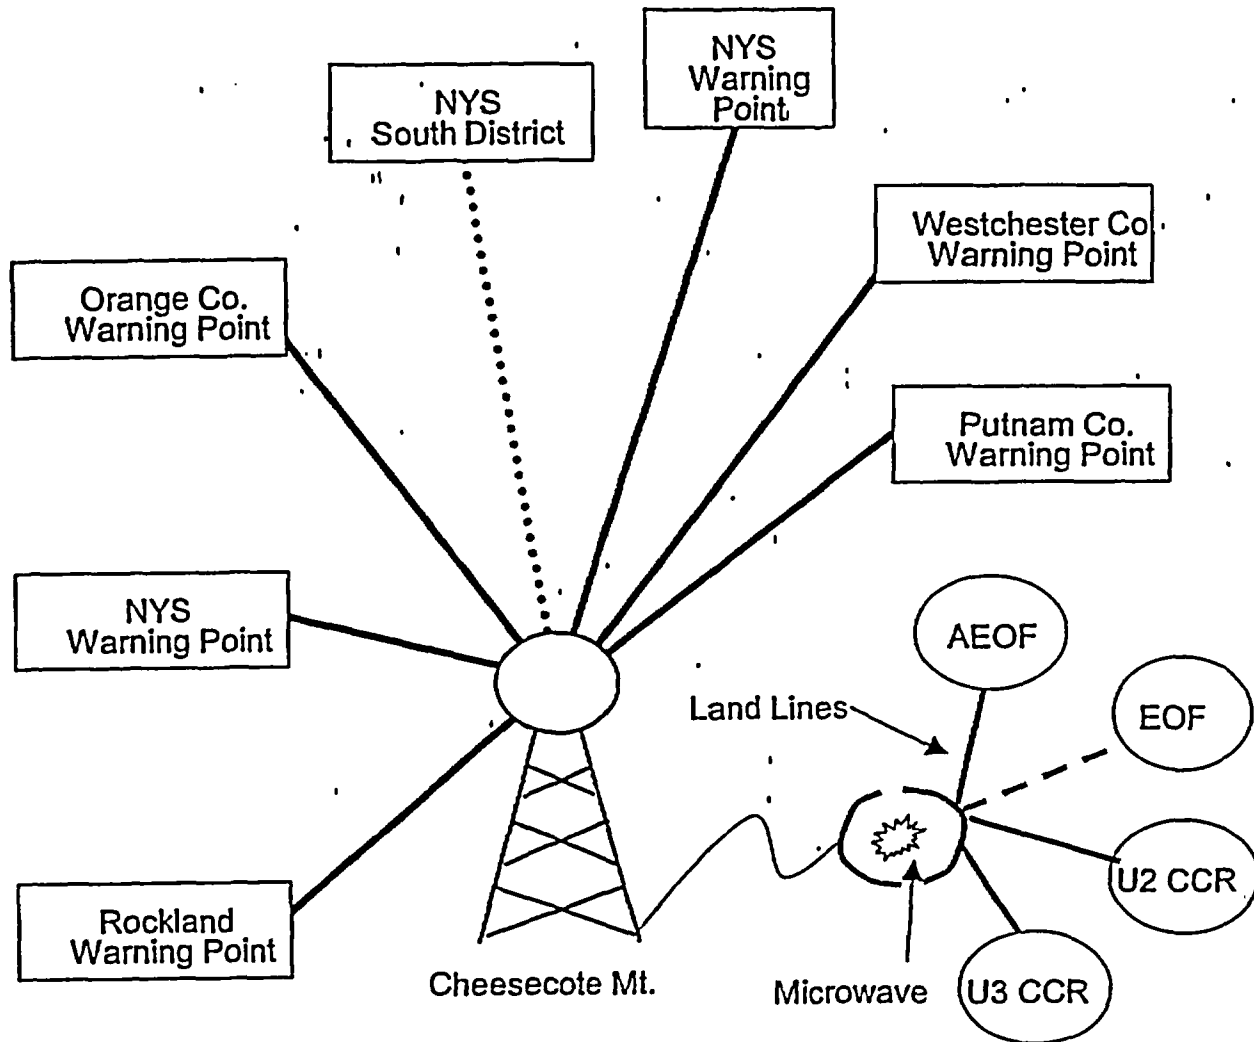 NYS
South District
NYS
Warning
Point
Westchester Co.
Warning Point
Orange Co.
Warning Point
Putnam Co.
Warning Point
NYS
Warning Point
AEOF
Land Lines
EOF
U2 CCR
Rockland
Warning Point
Cheesecote Mt.
Microwave
U3 CCR